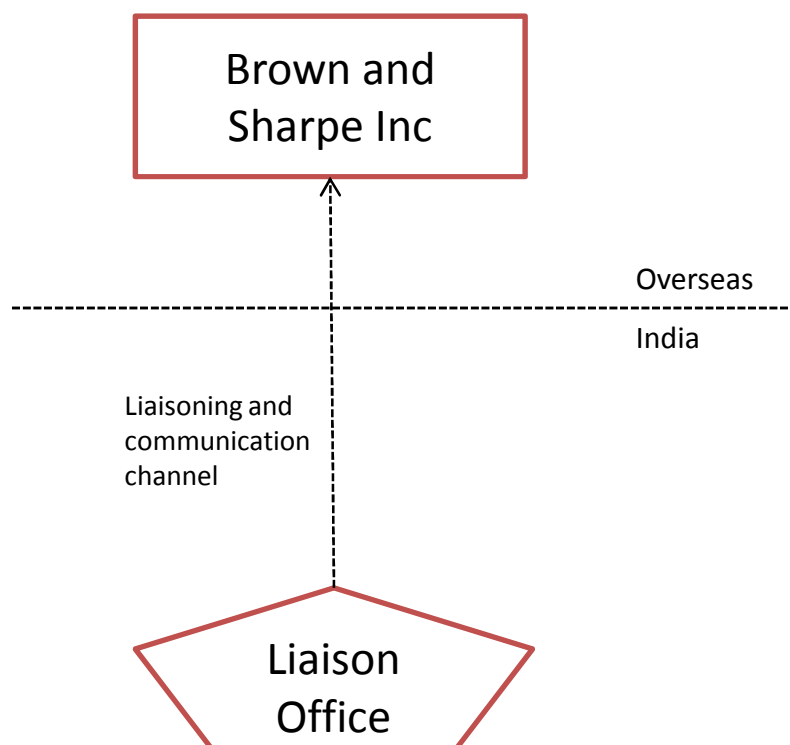 Brown and
Sharpe Inc
Overseas
India
Liaisoning and
communication
channel
Liaison
Office